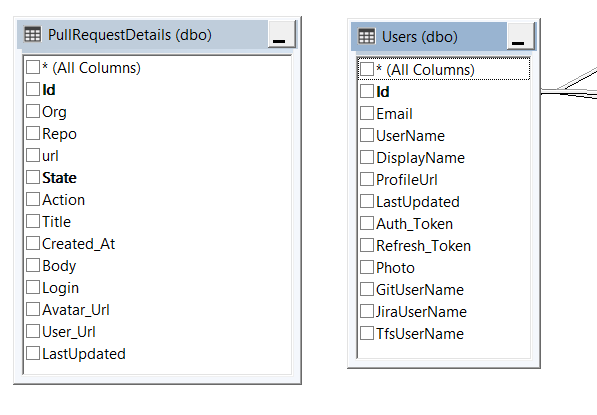 PullRequestDetails (dbo)
* (All Columns)
Id
Org
Repo
url
State
Action
Title
Created_At
Body
Login
Avatar_Url
User_Url
LastUpdated
Users (dbo)
* (All Columns)
Id
Email
UserName
DisplayName
ProfileUrl
LastUpdated
Auth_Token
Refresh_Token
Photo
GitUserName
JiraUserName
TfsUserName